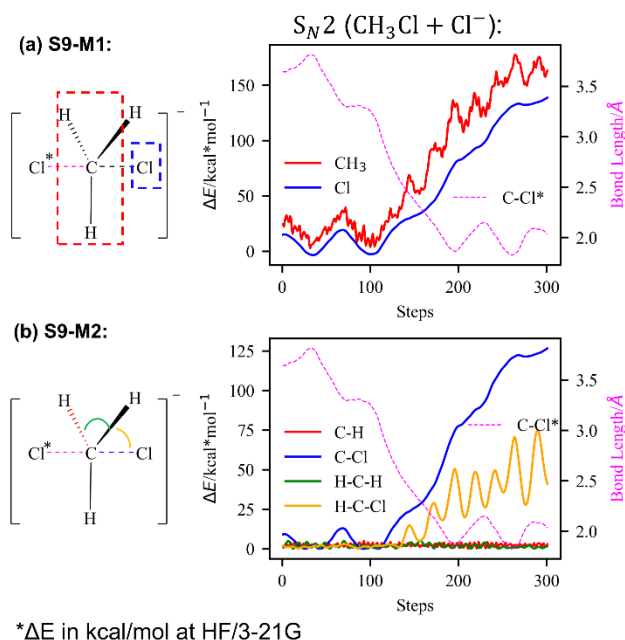 S_N2 (CH₃Cl + Cl⁻):
(a) S9-M1:
H
H
Cl*
C
Cl
H
−
ΔE/kcal*mol⁻¹
150
100
50
0
CH₃
Cl
C-Cl*
3.5
3.0
2.5
2.0
Bond Length/Å
0
100
200
300
Steps
(b) S9-M2:
H
H
Cl*
C
Cl
H
−
ΔE/kcal*mol⁻¹
125
100
75
50
25
0
C-H
C-Cl
H-C-H
H-C-Cl
C-Cl*
3.5
3.0
2.5
2.0
Bond Length/Å
0
100
200
300
Steps
*ΔE in kcal/mol at HF/3-21G